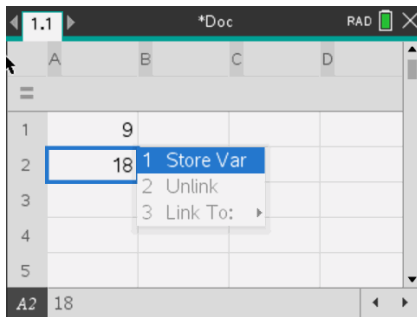 1.1 *Doc RAD
A B C D
=
1 9
2 18
3
4
5
1 Store Var
2 Unlink
3 Link To:
A2 18